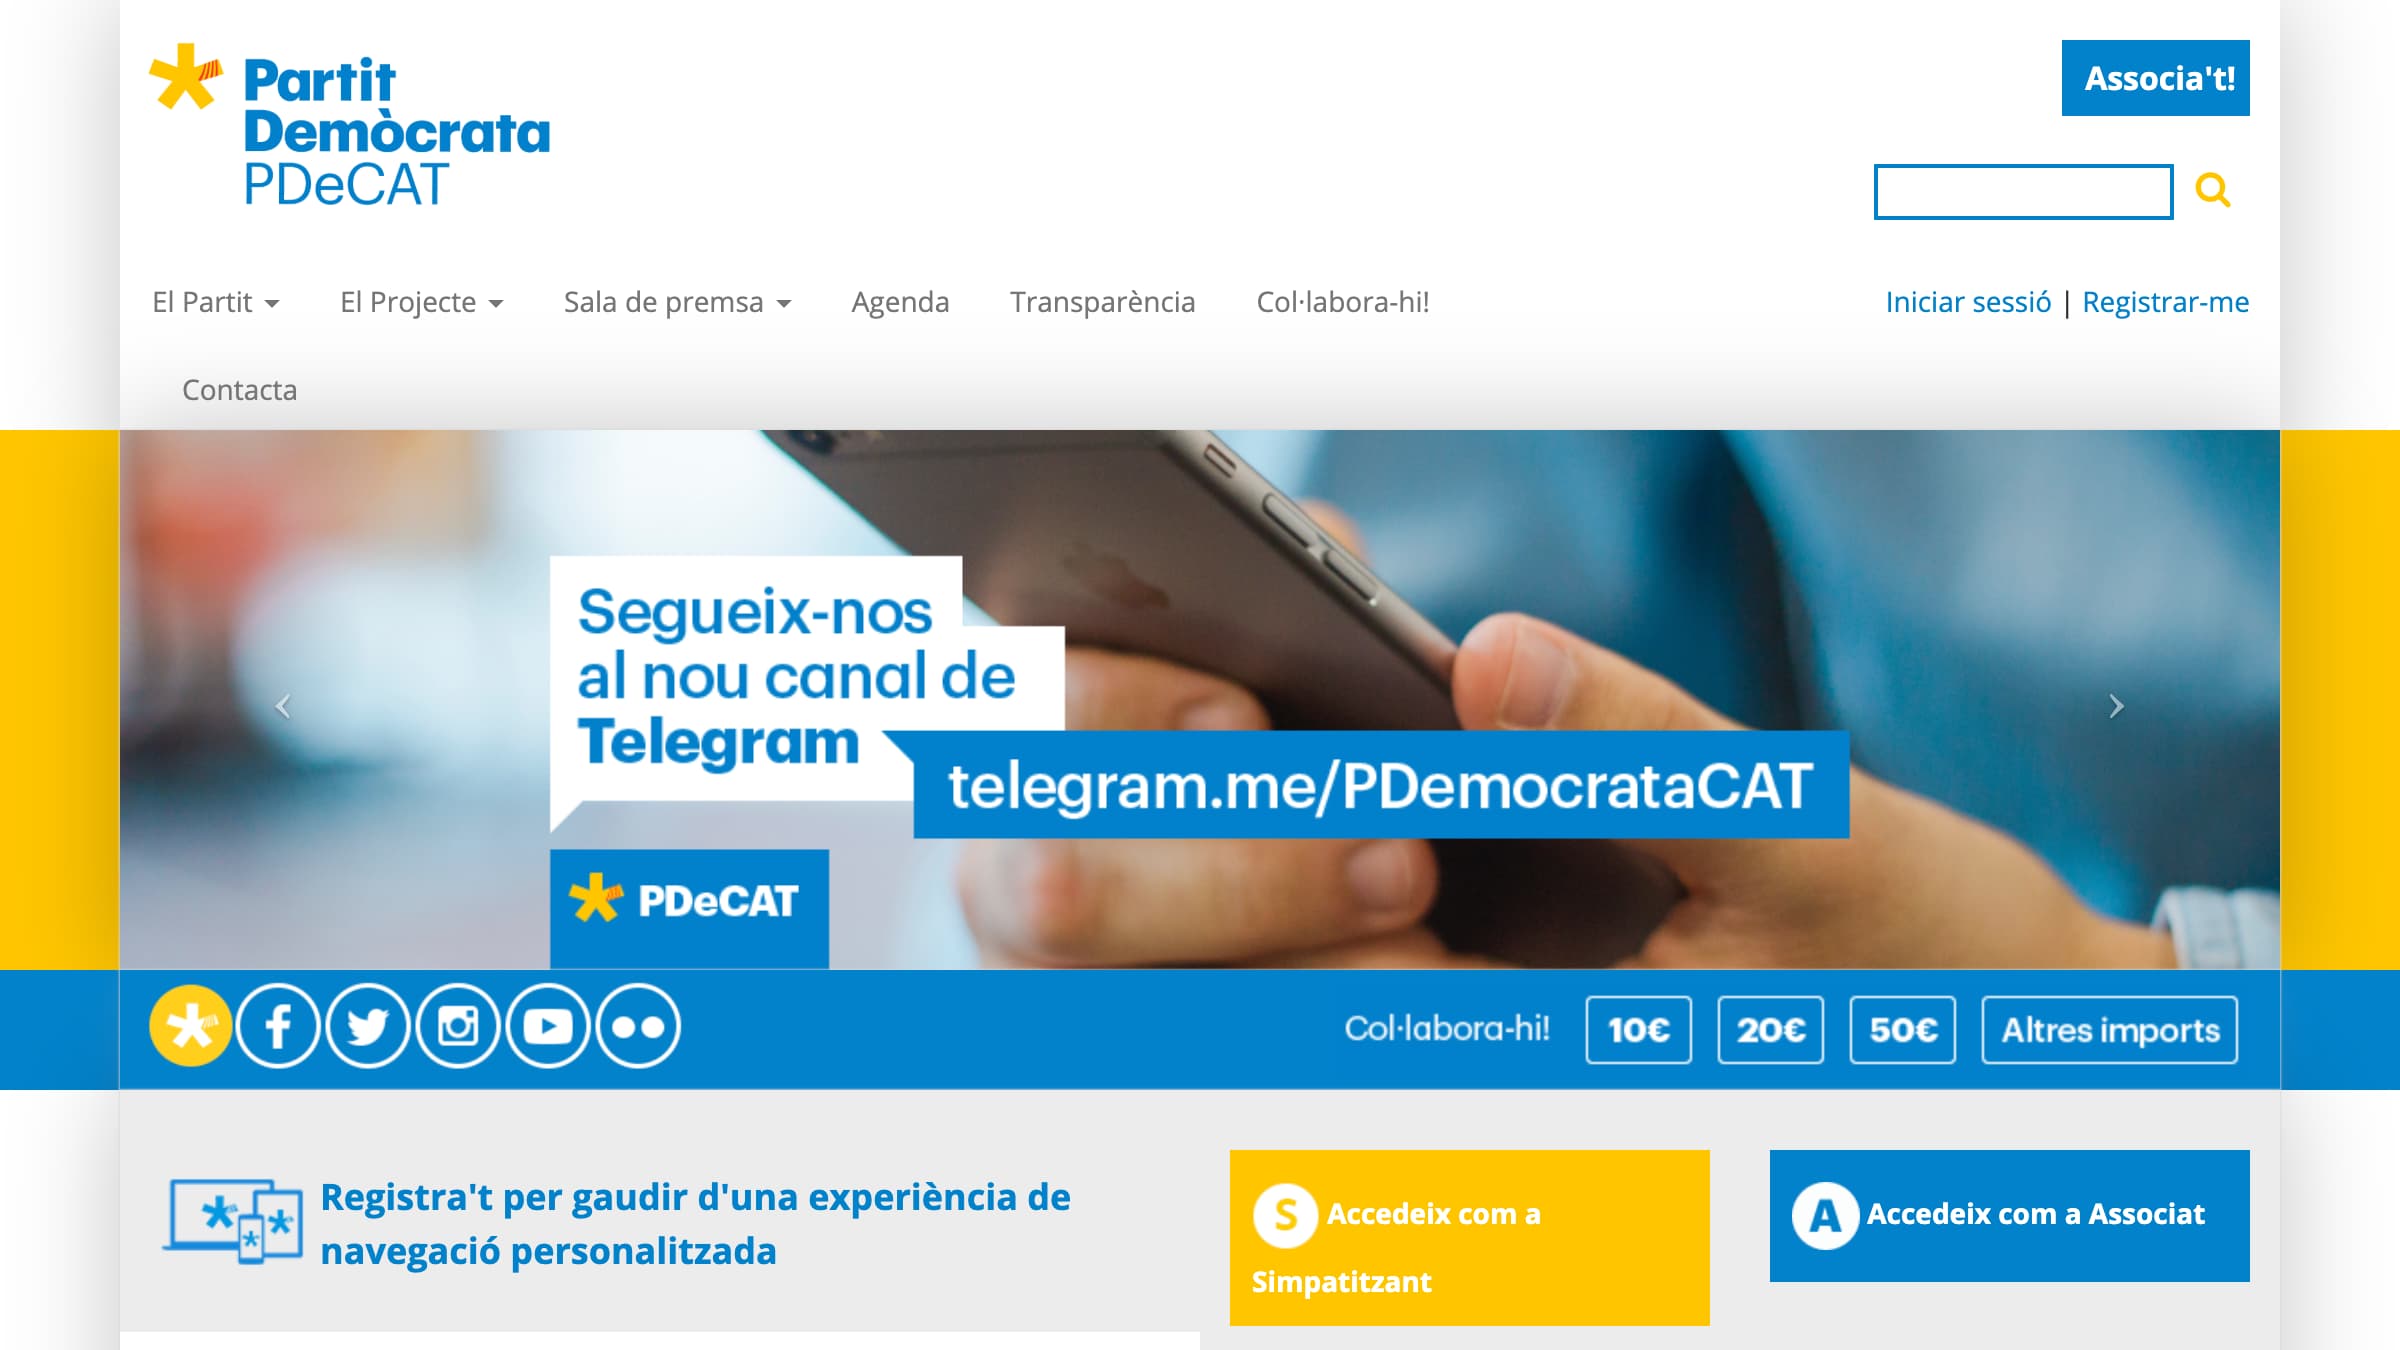 Partit
Demòcrata
PDeCAT
Associa't!
El Partit
El Projecte
Sala de premsa
Agenda
Transparència
Col·labora-hi!
Iniciar sessió | Registrar-me
Contacta
Segueix-nos
al nou canal de
Telegram
telegram.me/PDemocrataCAT
PDeCAT
Col·labora-hi!
10€
20€
50€
Altres imports
Registra't per gaudir d'una experiència de
navegació personalitzada
S Accedeix com a
Simpatitzant
A Accedeix com a Associat